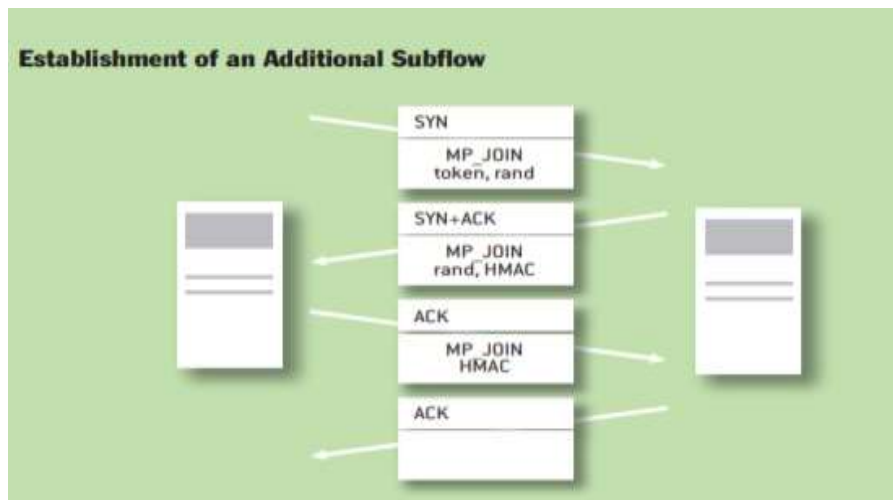 Establishment of an Additional Subflow
SYN
MP_JOIN
token, rand
SYN+ACK
MP_JOIN
rand, HMAC
ACK
MP_JOIN
HMAC
ACK